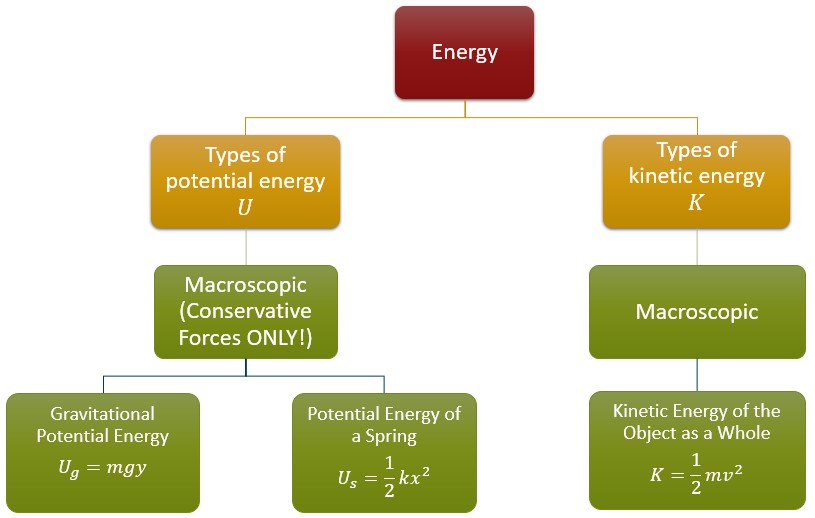 Energy
Types of
potential energy
U
Types of
kinetic energy
K
Macroscopic
(Conservative
Forces ONLY!)
Macroscopic
Gravitational
Potential Energy
U_g = mgy
Potential Energy of
a Spring
U_s = \frac{1}{2}kx^2
Kinetic Energy of the
Object as a Whole
K = \frac{1}{2}mv^2